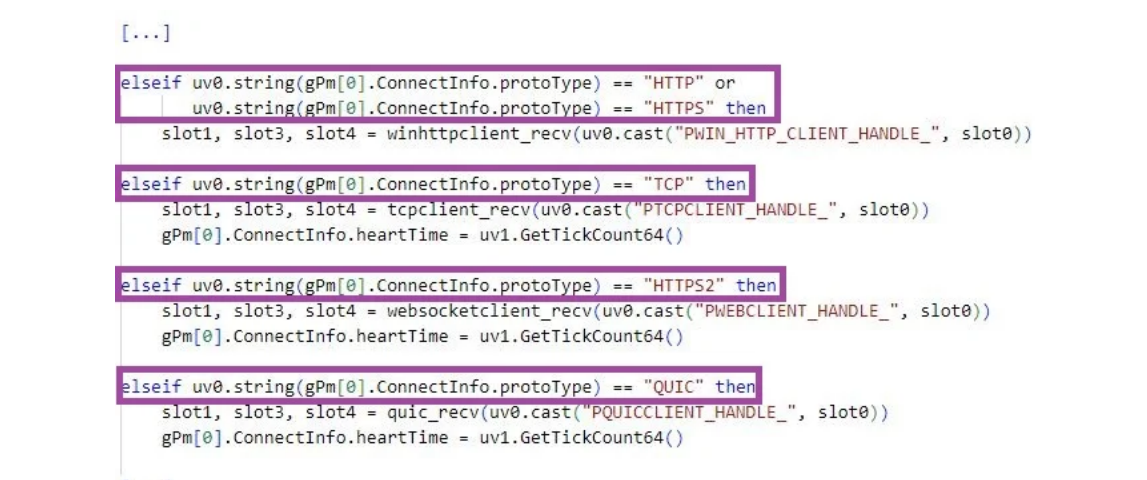 [...]
elseif uv0.string(gPm[0].ConnectInfo.protoType) == "HTTP" or
uv0.string(gPm[0].ConnectInfo.protoType) == "HTTPS" then
slot1, slot3, slot4 = winhttpclient_recv(uv0.cast("PWIN_HTTP_CLIENT_HANDLE_", slot0))
elseif uv0.string(gPm[0].ConnectInfo.protoType) == "TCP" then
slot1, slot3, slot4 = tcpclient_recv(uv0.cast("PTCPCLIENT_HANDLE_", slot0))
gPm[0].ConnectInfo.heartTime = uv1.GetTickCount64()
elseif uv0.string(gPm[0].ConnectInfo.protoType) == "HTTPS2" then
slot1, slot3, slot4 = websocketclient_recv(uv0.cast("PWEBCLIENT_HANDLE_", slot0))
gPm[0].ConnectInfo.heartTime = uv1.GetTickCount64()
elseif uv0.string(gPm[0].ConnectInfo.protoType) == "QUIC" then
slot1, slot3, slot4 = quic_recv(uv0.cast("PQUICCLIENT_HANDLE_", slot0))
gPm[0].ConnectInfo.heartTime = uv1.GetTickCount64()